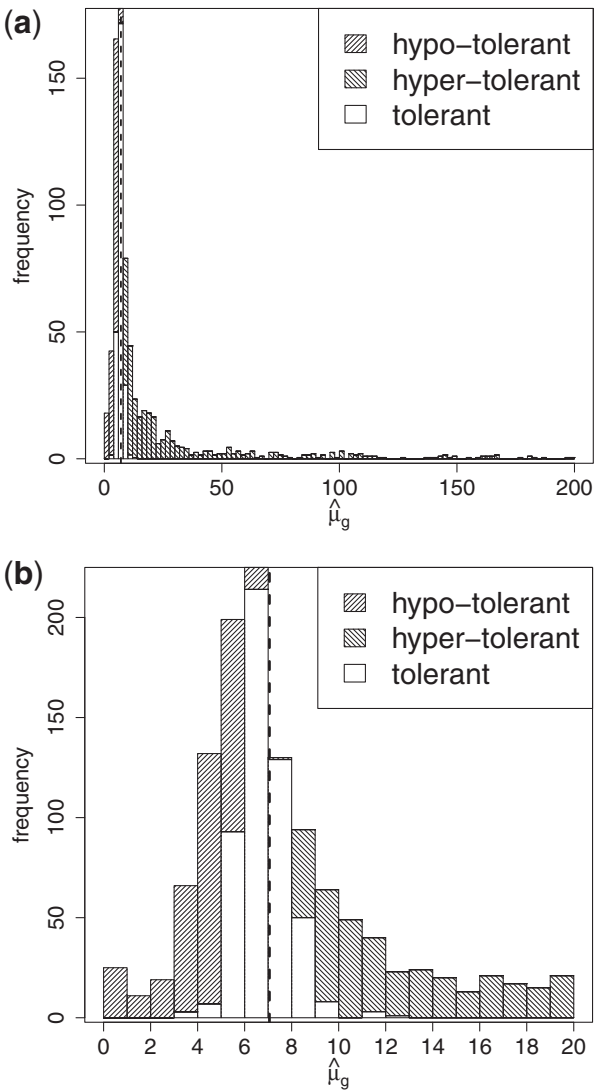 (a)
hypo−tolerant
hyper−tolerant
tolerant
frequency
0
50
100
150
0
50
100
150
200
μ̂g
(b)
hypo−tolerant
hyper−tolerant
tolerant
frequency
0
50
100
150
200
0 2 4 6 8 10 12 14 16 18 20
μ̂g